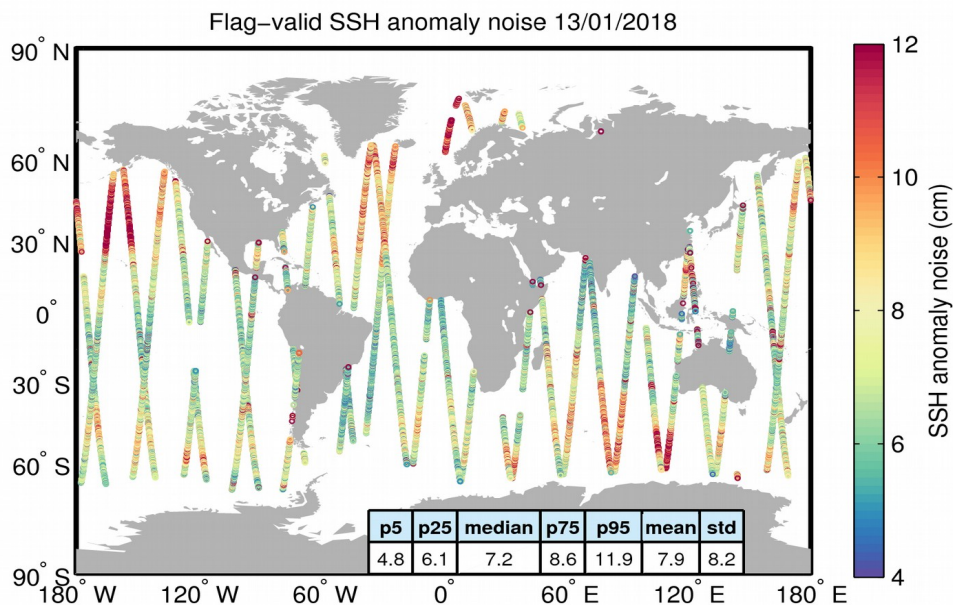 Flag−valid SSH anomaly noise 13/01/2018
90° N
60° N
30° N
0°
30° S
60° S
90° S
180° W
120° W
60° W
0°
60° E
120° E
180° E
p5 p25 median p75 p95 mean std
4.8 6.1 7.2 8.6 11.9 7.9 8.2
12
10
8
6
4
SSH anomaly noise (cm)